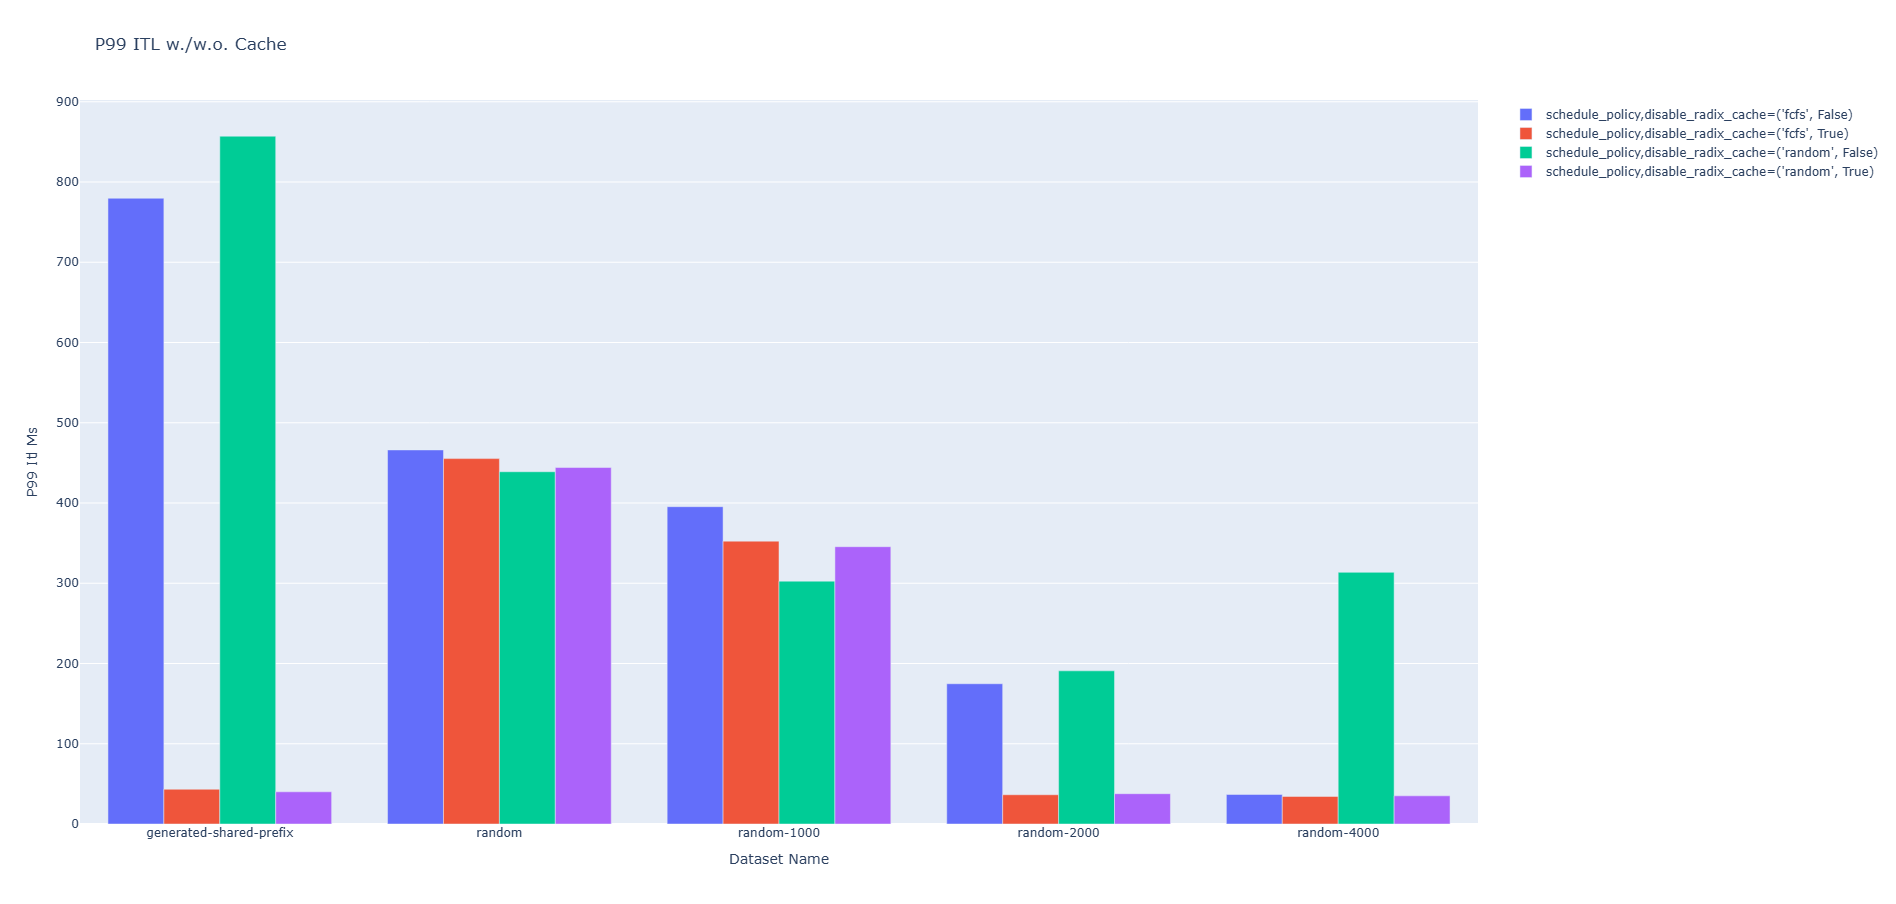 P99 ITL w./w.o. Cache
900
800
700
600
500
400
300
200
100
0
P99 Itl Ms
generated-shared-prefix
random
random-1000
random-2000
random-4000
Dataset Name
schedule_policy,disable_radix_cache=('fcfs', False)
schedule_policy,disable_radix_cache=('fcfs', True)
schedule_policy,disable_radix_cache=('random', False)
schedule_policy,disable_radix_cache=('random', True)